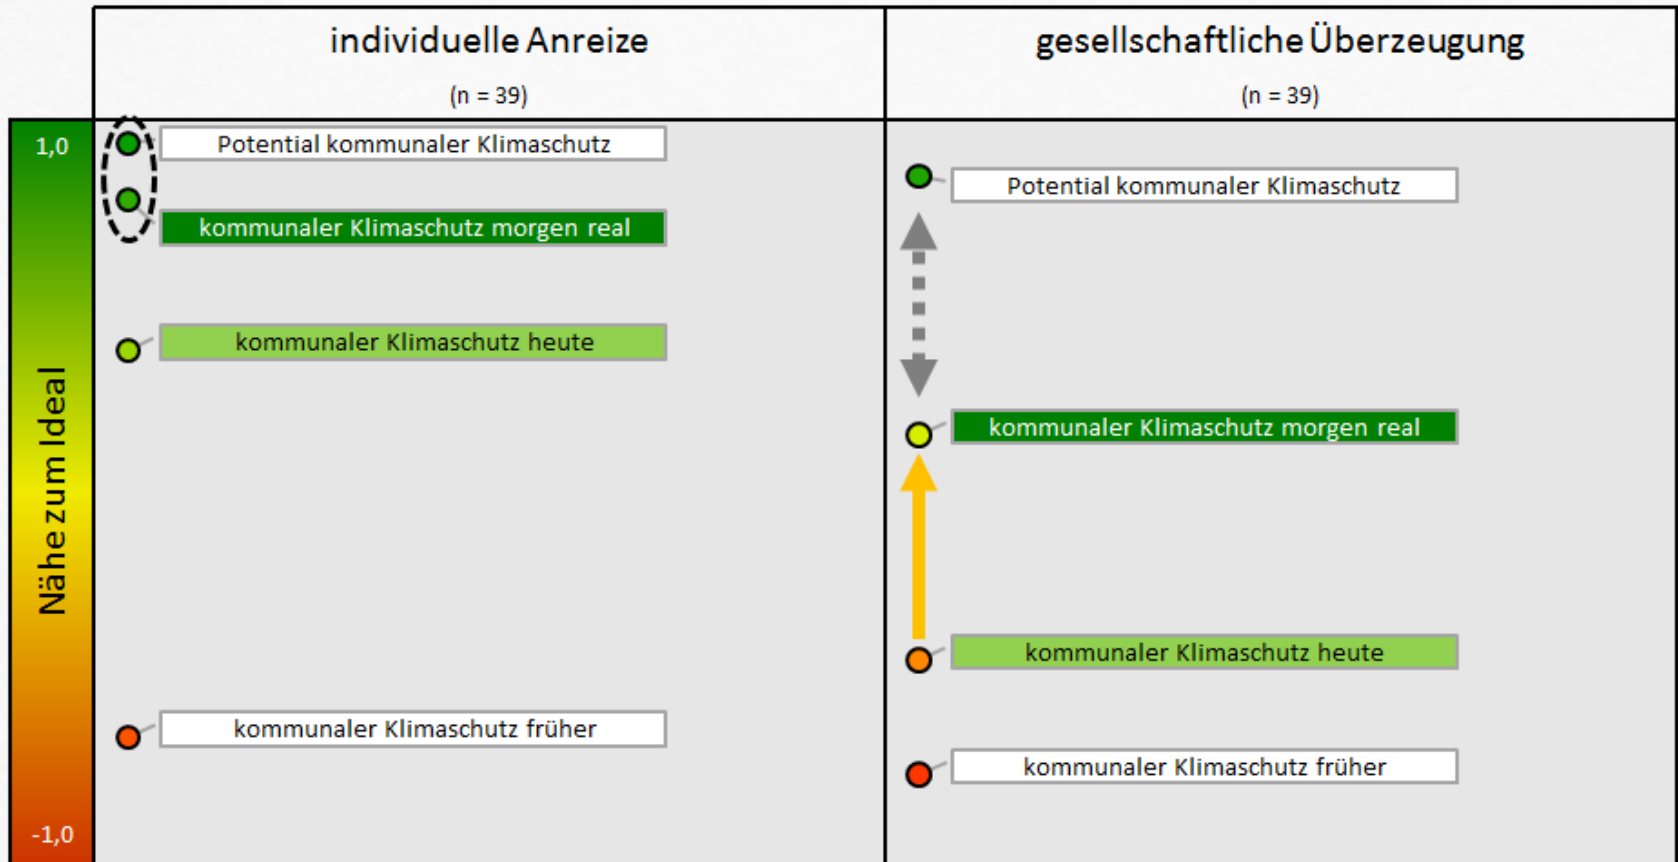 individuelle Anreize
(n = 39)
gesellschaftliche Überzeugung
(n = 39)
1,0
Nähe zum Ideal
-1,0
Potential kommunaler Klimaschutz
kommunaler Klimaschutz morgen real
kommunaler Klimaschutz heute
kommunaler Klimaschutz früher
Potential kommunaler Klimaschutz
kommunaler Klimaschutz morgen real
kommunaler Klimaschutz heute
kommunaler Klimaschutz früher